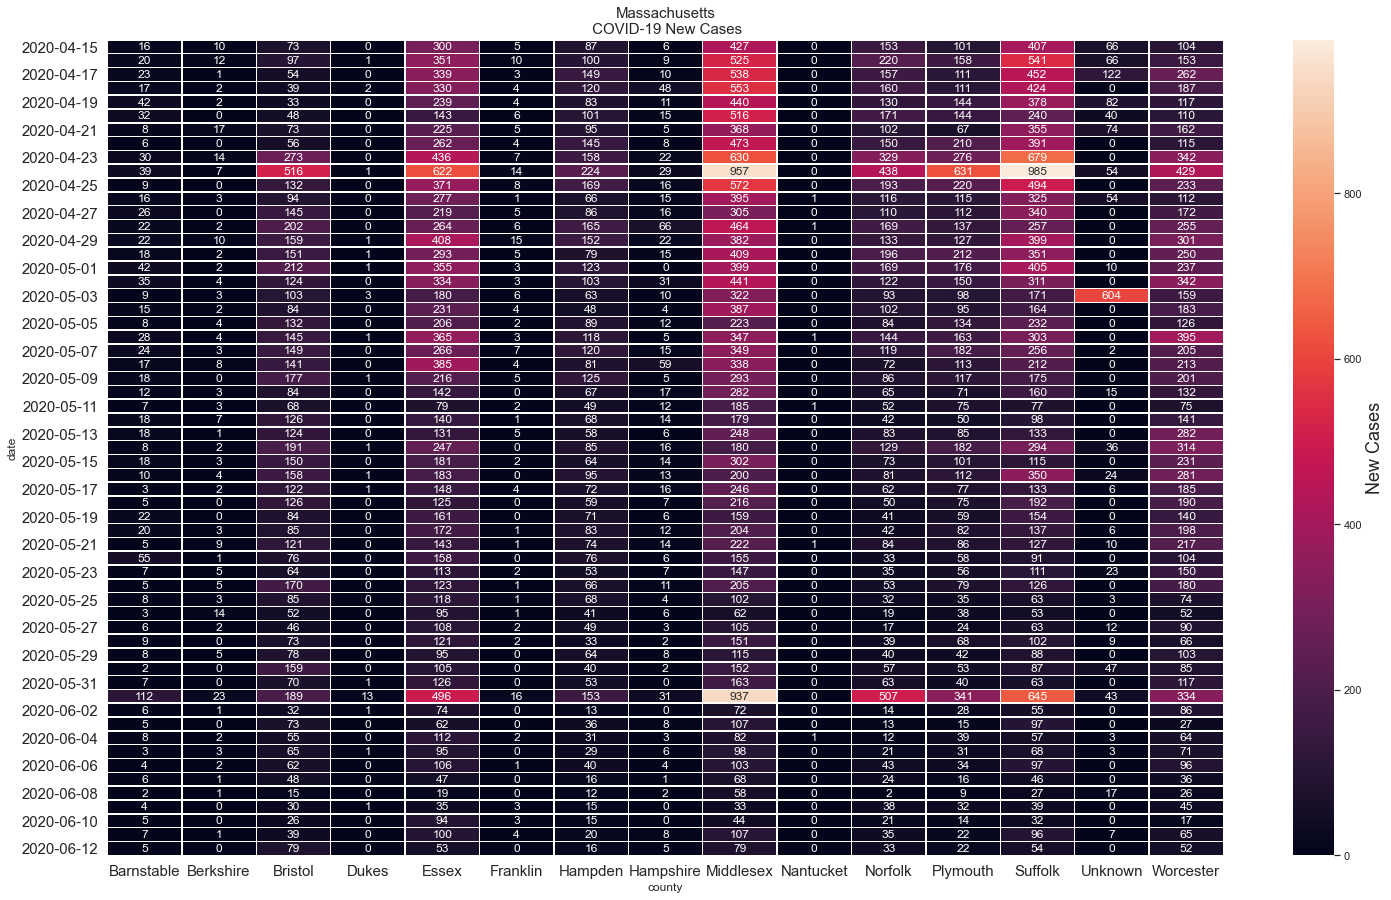 Massachusetts
COVID-19 New Cases
2020-04-15 16 10 73 0 300 5 87 6 427 0 153 101 407 66 104
20 12 97 1 351 10 100 9 525 0 220 158 541 66 153
2020-04-17 23 1 54 0 339 3 149 10 538 0 157 111 452 122 262
17 2 39 2 330 4 120 48 553 0 160 111 424 0 187
2020-04-19 42 2 33 0 239 4 83 11 440 0 130 144 378 82 117
32 0 48 0 143 6 101 15 516 0 171 144 240 40 110
2020-04-21 8 17 73 0 225 5 95 5 368 0 102 67 355 74 162
6 0 56 0 262 4 145 8 473 0 150 210 391 0 115
2020-04-23 30 14 273 0 436 7 158 22 630 0 329 276 679 0 342
39 7 516 1 622 14 224 29 957 0 438 631 985 54 429
2020-04-25 9 0 132 0 371 8 169 16 572 0 193 220 494 0 233
16 3 94 0 277 1 66 15 395 1 116 115 325 54 112
2020-04-27 26 0 145 0 219 5 86 16 305 0 110 112 340 0 172
22 2 202 0 264 6 165 66 464 1 169 137 257 0 255
2020-04-29 22 10 159 1 408 15 152 22 382 0 133 127 399 0 301
18 2 151 1 293 5 79 15 409 0 196 212 351 0 250
2020-05-01 42 2 212 1 355 3 123 0 399 0 169 176 405 10 237
35 4 124 0 334 3 103 31 441 0 122 150 311 0 342
2020-05-03 9 3 103 3 180 6 63 10 322 0 93 98 171 604 159
15 2 84 0 231 4 48 4 387 0 102 95 164 0 183
2020-05-05 8 4 132 0 206 2 89 12 223 0 84 134 232 0 126
28 4 145 1 365 3 118 5 347 1 144 163 303 0 395
2020-05-07 24 3 149 0 266 7 120 15 349 0 119 182 256 2 205
17 8 141 0 385 4 81 59 338 0 72 113 212 0 213
2020-05-09 18 0 177 1 216 5 125 5 293 0 86 117 175 0 201
12 3 84 0 142 0 67 17 282 0 65 71 160 15 132
2020-05-11 7 3 68 0 79 2 49 12 185 1 52 75 77 0 75
18 7 126 0 140 1 68 14 179 0 42 50 98 0 141
2020-05-13 18 1 124 0 131 5 58 6 248 0 83 85 133 0 282
8 2 191 1 247 0 85 16 180 0 129 182 294 36 314
2020-05-15 18 3 150 0 181 2 64 14 302 0 73 101 115 0 231
10 4 158 1 183 0 95 13 200 0 81 112 350 24 281
2020-05-17 3 2 122 1 148 4 72 16 246 0 62 77 133 6 185
5 0 126 0 125 0 59 7 216 0 50 75 192 0 190
2020-05-19 22 0 84 0 161 0 71 6 159 0 41 59 154 0 140
20 3 85 0 172 1 83 12 204 0 42 82 137 6 198
2020-05-21 5 9 121 0 143 1 74 14 222 1 84 86 127 10 217
55 1 76 0 158 0 76 6 155 0 33 58 91 0 104
2020-05-23 7 5 64 0 113 2 53 7 147 0 35 56 111 23 150
5 5 170 0 123 1 66 11 205 0 53 79 126 0 180
2020-05-25 8 3 85 0 118 1 68 4 102 0 32 35 63 3 74
3 14 52 0 95 1 41 6 62 0 19 38 53 0 52
2020-05-27 6 2 46 0 108 2 49 3 105 0 17 24 63 12 90
9 0 73 0 121 2 33 2 151 0 39 68 102 9 66
2020-05-29 8 5 78 0 95 0 64 8 115 0 40 42 88 0 103
2 0 159 0 105 0 40 2 152 0 57 53 87 47 85
2020-05-31 7 0 70 1 126 0 53 0 163 0 63 40 63 0 117
112 23 189 13 496 16 153 31 937 0 507 341 645 43 334
2020-06-02 6 1 32 1 74 0 13 0 72 0 14 28 55 0 86
5 0 73 0 62 0 36 8 107 0 13 15 97 0 27
2020-06-04 8 2 55 0 112 2 31 3 82 1 12 39 57 3 64
3 3 65 1 95 0 29 6 98 0 21 31 68 3 71
2020-06-06 4 2 62 0 106 1 40 4 103 0 43 34 97 0 96
6 1 48 0 47 0 16 1 68 0 24 16 46 0 36
2020-06-08 2 1 15 0 19 0 12 2 58 0 2 9 27 17 26
4 0 30 1 35 3 15 0 33 0 38 32 39 0 45
2020-06-10 5 0 26 0 94 3 15 0 44 0 21 14 32 0 17
7 1 39 0 100 4 20 8 107 0 35 22 96 7 65
2020-06-12 5 0 79 0 53 0 16 5 79 0 33 22 54 0 52
Barnstable Berkshire Bristol Dukes Essex Franklin Hampden Hampshire Middlesex Nantucket Norfolk Plymouth Suffolk Unknown Worcester
county
date
800
600
400
200
0
New Cases